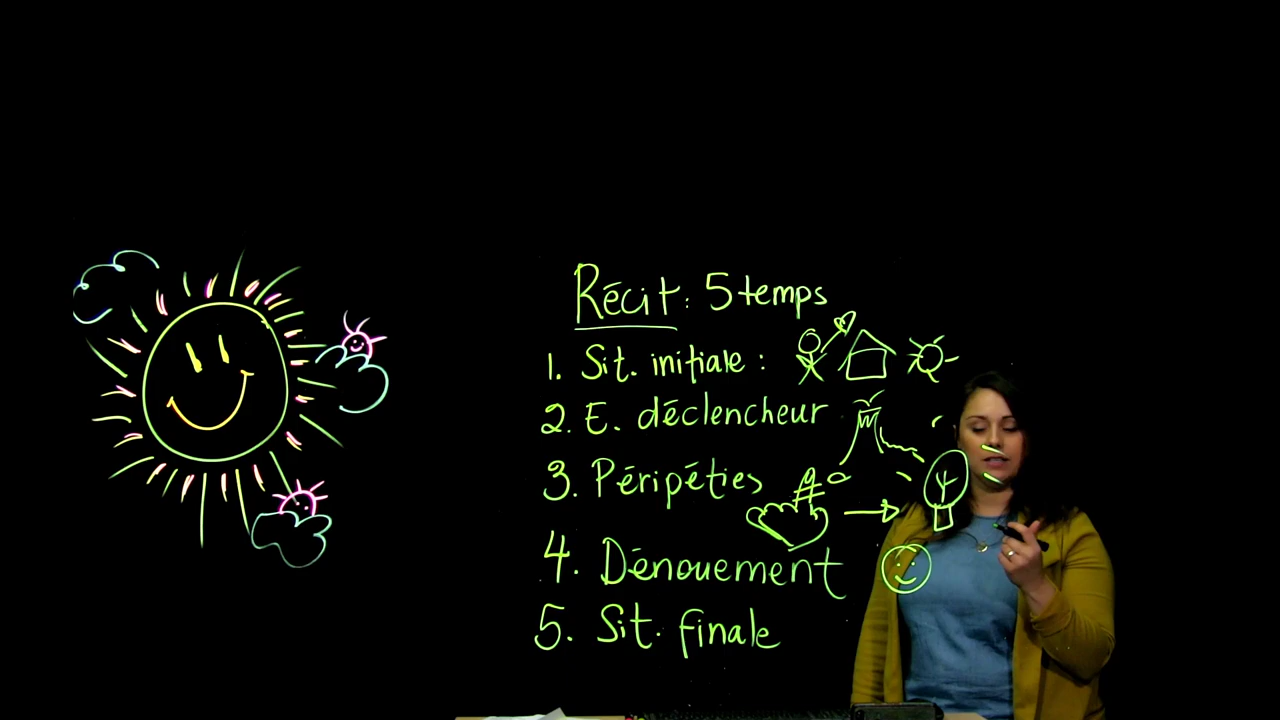 Récit : 5 temps
1. Sit. initiale :
2. E. déclencheur
3. Péripéties
4. Dénouement
5. Sit. finale